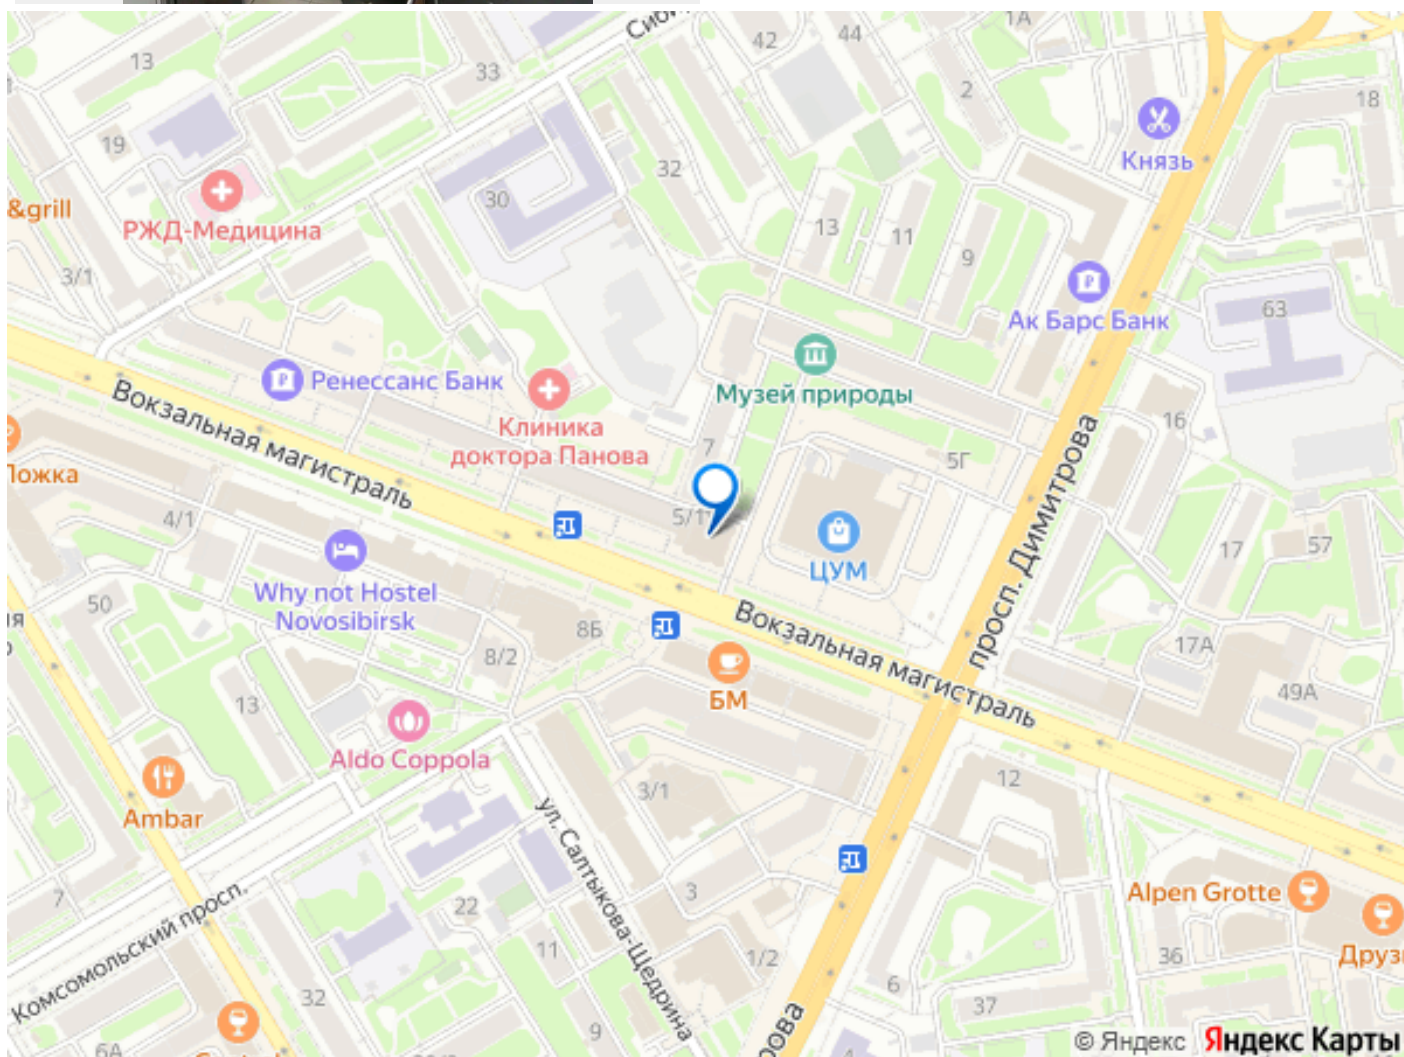 1А
44
42
13
33
18
2
Князь
19
32
30
&grill
РЖД-Медицина
13
11
9
3/1
Ак Барс Банк
63
Музей природы
Ренессанс Банк
Клиника
доктора Панова
Вокзальная магистраль
16
7
5Г
просп. Димитрова
Ложка
4/1
5/1
ЦУМ
17
57
Why not Hostel
Novosibirsk
50
8Б
8/2
Вокзальная магистраль
17А
49А
БМ
13
Aldo Coppola
12
3/1
Ambar
ул. Салтыкова-Щедрина
7
Комсомольский просп.
22
3
Alpen Grotte
11
1/2
36
6
32
37
9
6А
© Яндекс
Яндекс Карты